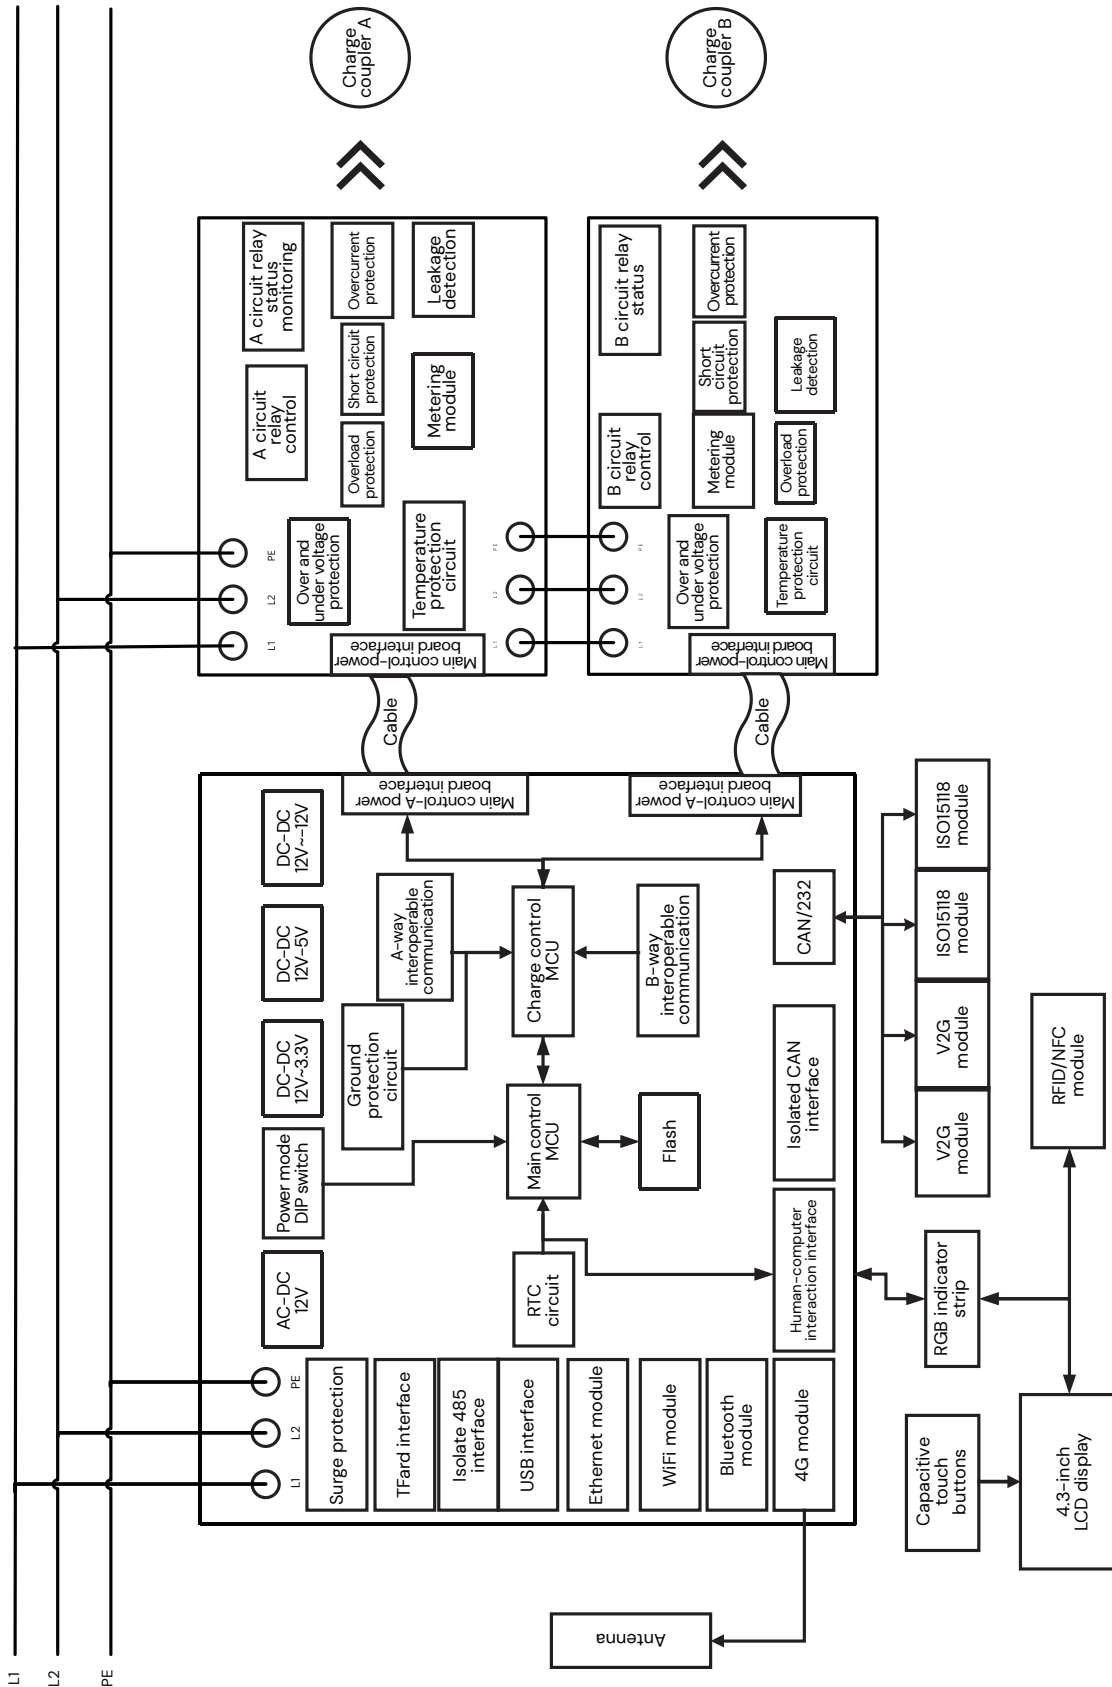 L1
L2
PE
Charge
coupler A
Charge
coupler B
A circuit relay
status
monitoring
Overcurrent
protection
Leakage
detection
A circuit
relay
control
Short circuit
protection
Metering
module
Overload
protection
PE
L2
L1
Over and
under voltage
protection
Temperature
protection
circuit
PE
L2
L1
Main control-power
board interface
Cable
B circuit relay
status
Overcurrent
protection
Short
circuit
protection
Leakage
detection
B circuit
relay
control
Metering
module
Overload
protection
PE
L2
L1
Over and
under voltage
protection
Temperature
protection
circuit
Main control-power
board interface
Cable
Main control-A power
board interface
Main control-A power
board interface
AC-DC
12V
Power mode
DIP switch
DC-DC
12V~3.3V
DC-DC
12V-5V
DC-DC
12V~-12V
Ground
protection
circuit
A-way
interoperable
communication
RTC
circuit
Main control
MCU
Charge control
MCU
Flash
B-way
interoperable
communication
Human-computer
interaction interface
Isolated CAN
interface
CAN/232
PE
L2
L1
Surge protection
TFard interface
Isolate 485
interface
USB interface
Ethernet module
WiFi module
Bluetooth
module
4G module
Antenna
Capacitive
touch
buttons
RGB indicator
strip
V2G
module
V2G
module
ISO15118
module
ISO15118
module
4.3-inch
LCD display
RFID/NFC
module